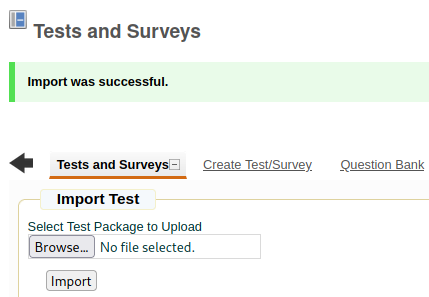 Tests and Surveys
Import was successful.
Tests and Surveys Create Test/Survey Question Bank
Import Test
Select Test Package to Upload
Browse... No file selected.
Import